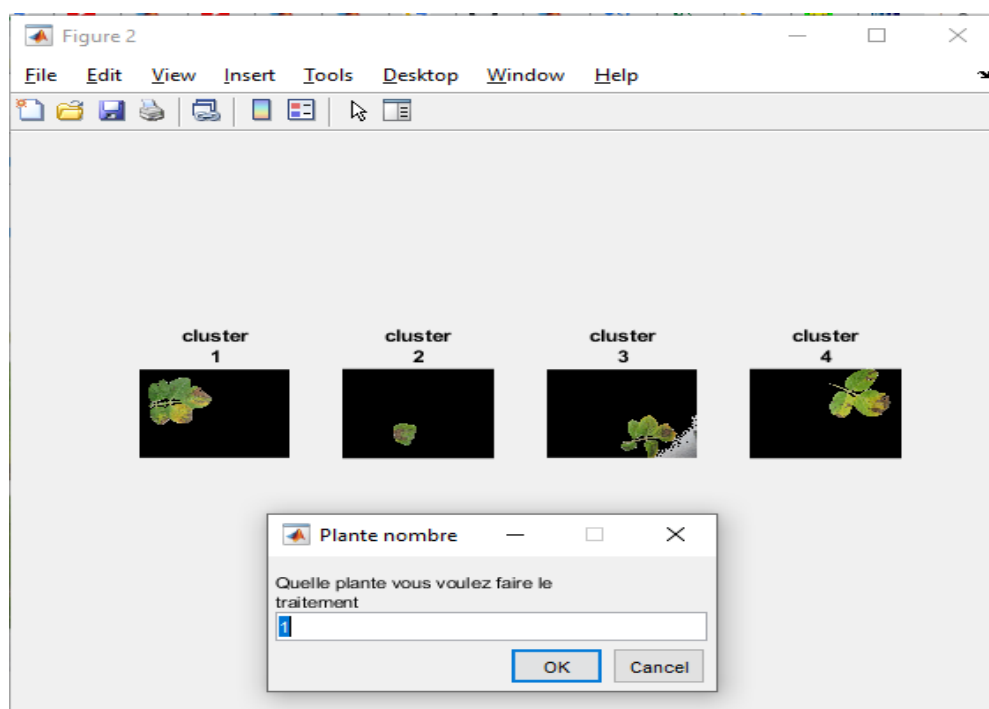 Figure 2
File Edit View Insert Tools Desktop Window Help
cluster
1
cluster
2
cluster
3
cluster
4
Plante nombre
Quelle plante vous voulez faire le
traitement
1
OK Cancel